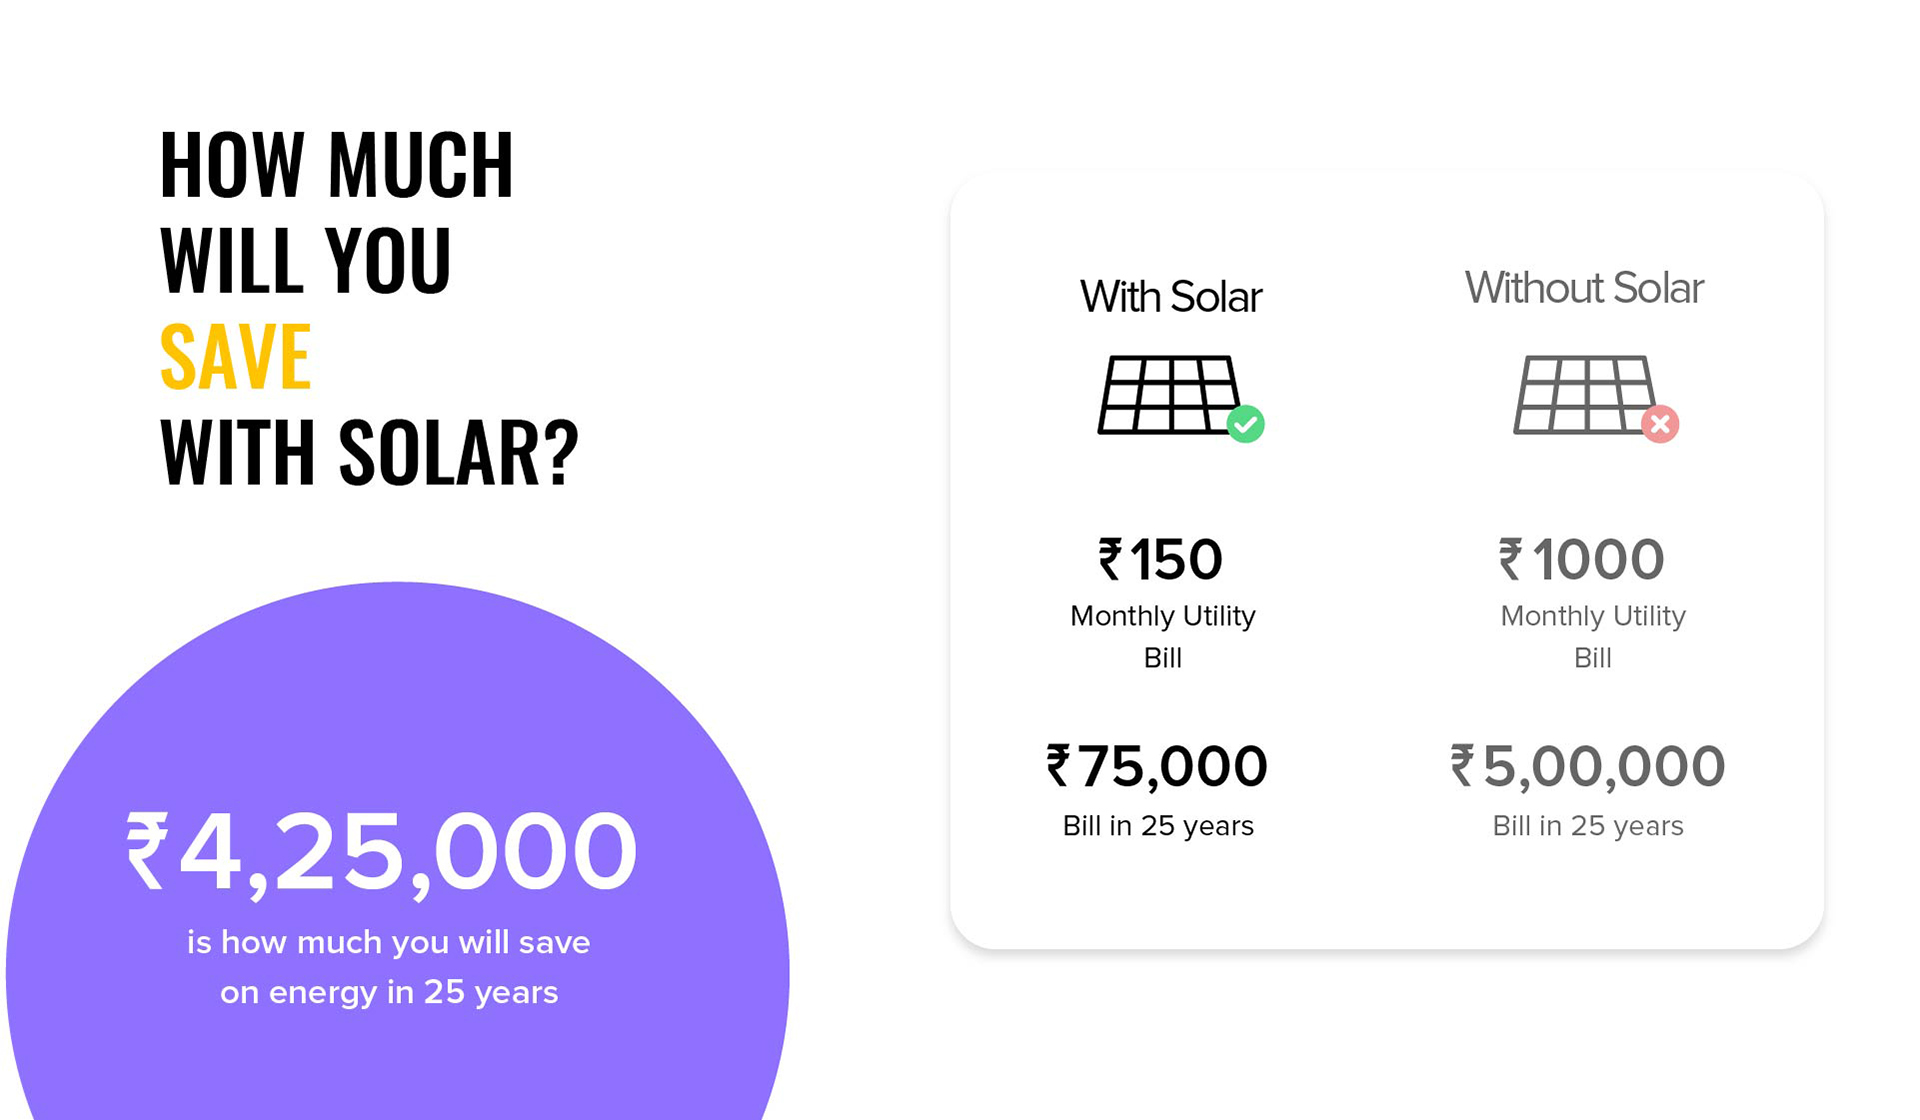 HOW MUCH
WILL YOU
SAVE
WITH SOLAR?
₹4,25,000
is how much you will save
on energy in 25 years
With Solar
₹150
Monthly Utility
Bill
₹75,000
Bill in 25 years
Without Solar
₹1000
Monthly Utility
Bill
₹5,00,000
Bill in 25 years